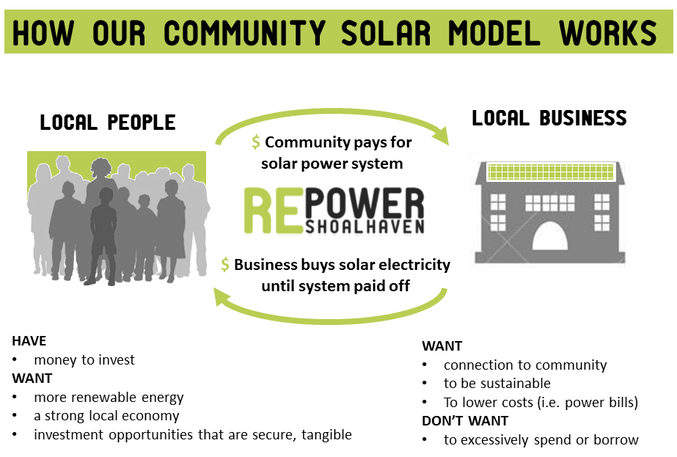 HOW OUR COMMUNITY SOLAR MODEL WORKS
LOCAL PEOPLE
LOCAL BUSINESS
$ Community pays for
solar power system
REPOWER
SHOALHAVEN
$ Business buys solar electricity
until system paid off
HAVE
• money to invest
WANT
• more renewable energy
• a strong local economy
• investment opportunities that are secure, tangible
WANT
• connection to community
• to be sustainable
• To lower costs (i.e. power bills)
DON'T WANT
• to excessively spend or borrow